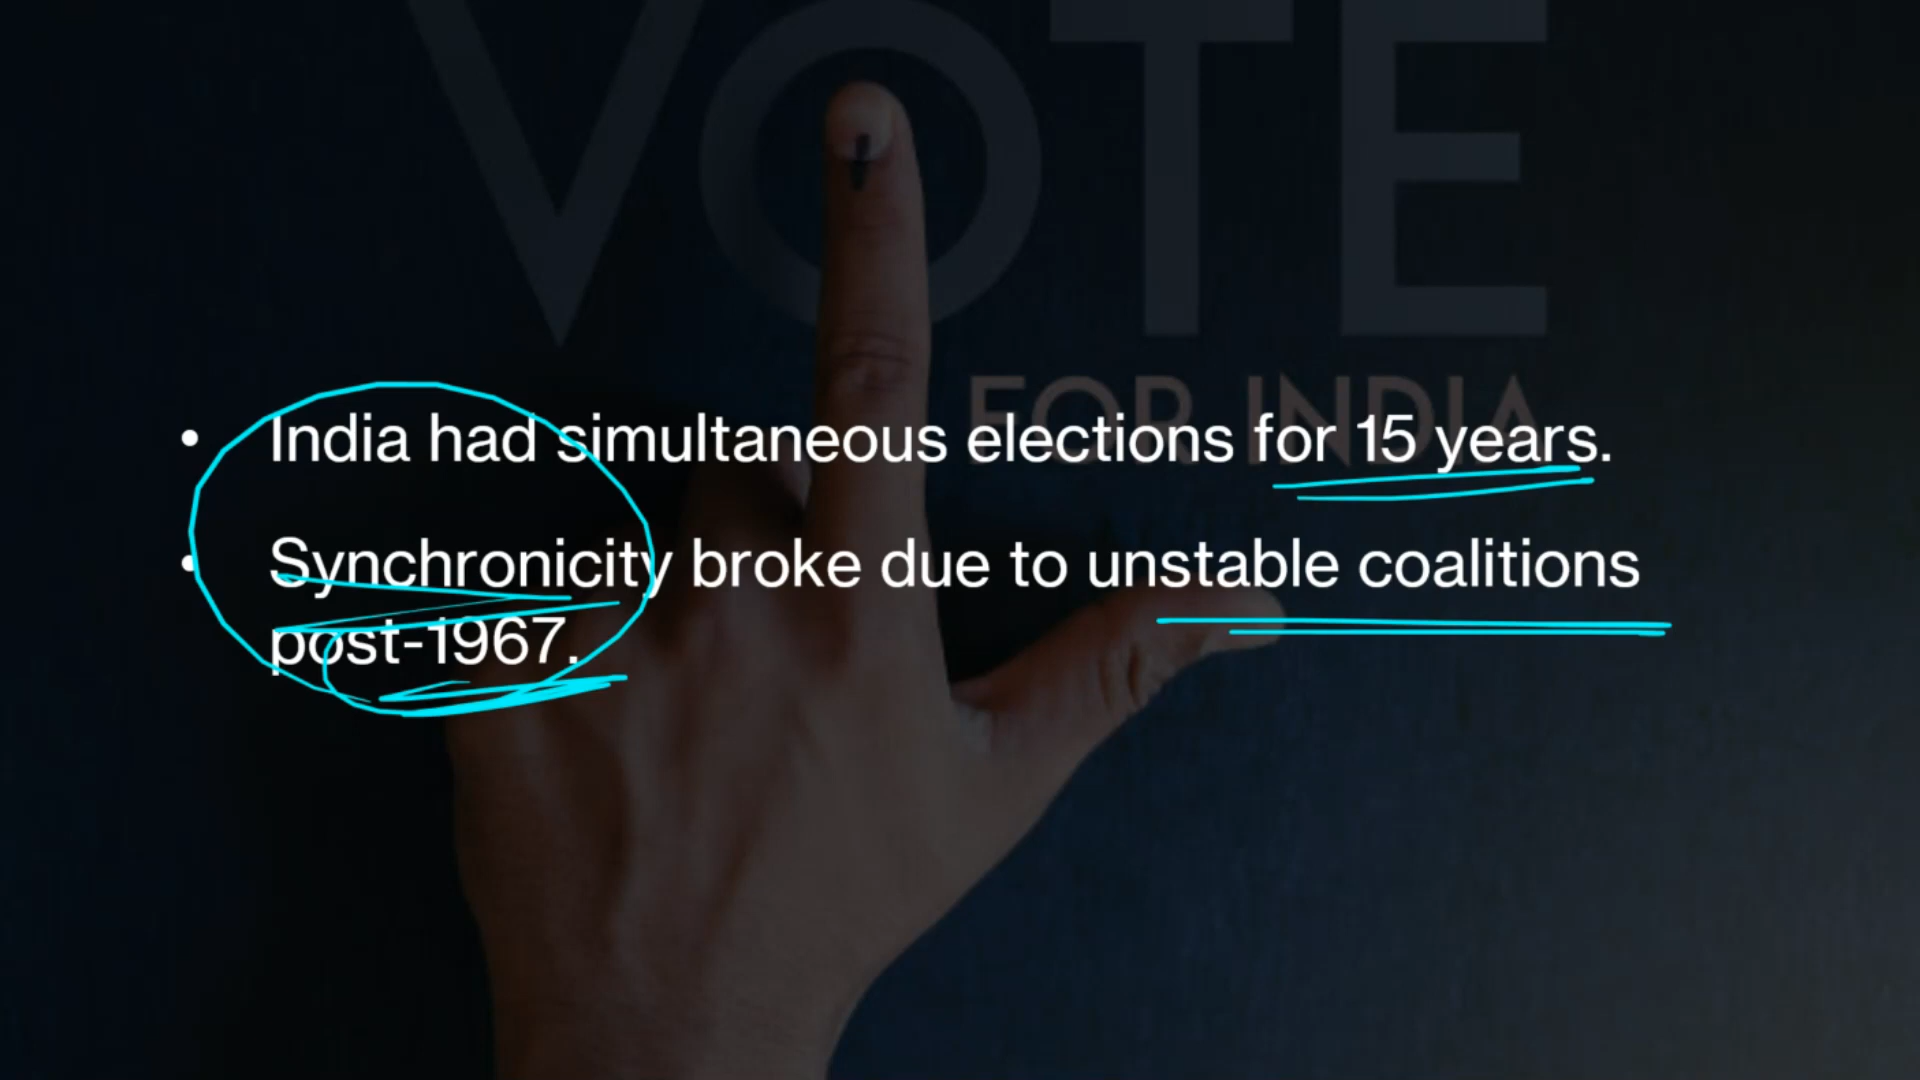 VOTE
FOR INDIA
• India had simultaneous elections for 15 years.
• Synchronicity broke due to unstable coalitions
post-1967.